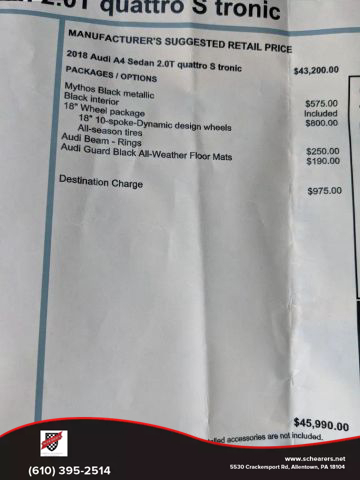 2.0T quattro S tronic
MANUFACTURER'S SUGGESTED RETAIL PRICE
2018 Audi A4 Sedan 2.0T quattro S tronic $43,200.00
PACKAGES / OPTIONS
Mythos Black metallic $575.00
Black interior Included
18" Wheel package $800.00
18" 10-spoke-Dynamic design wheels
All-season tires
Audi Beam - Rings $250.00
Audi Guard Black All-Weather Floor Mats $190.00
Destination Charge $975.00
$45,990.00
accessories are not included.
(610) 395-2514
www.schearers.net
5530 Crackersport Rd, Allentown, PA 18104